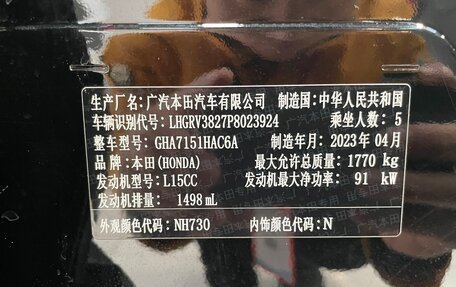 生产厂名:广汽本田汽车有限公司 制造国:中华人民共和国
车辆识别代号:LHGRV3827P8023924 乘坐人数:5
整车型号:GHA7151HAC6A 制造年月:2023年04月
品牌:本田(HONDA) 最大允许总质量:1770 kg
发动机型号:L15CC 发动机最大净功率:91 kW
发动机排量:1498 mL
外观颜色代码:NH730 内饰颜色代码:N